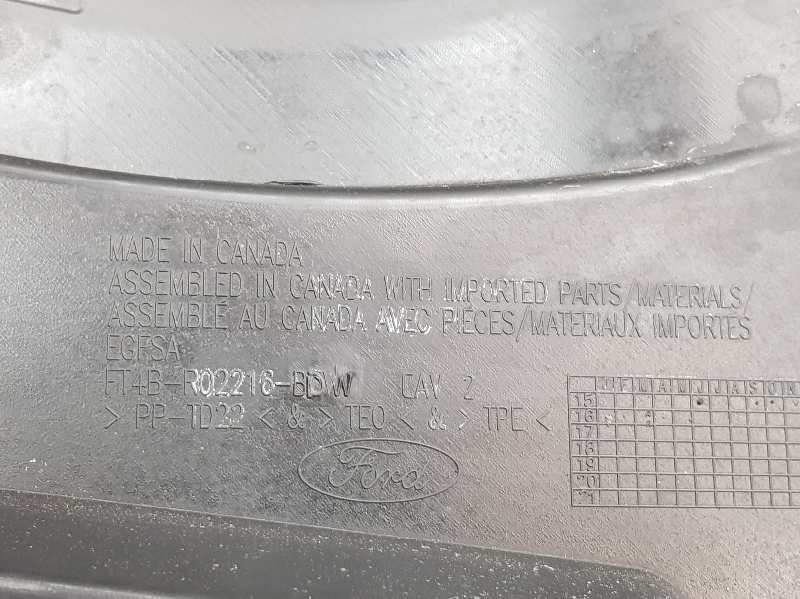 MADE IN CANADA
ASSEMBLED IN CANADA WITH IMPORTED PARTS/MATERIALS/
ASSEMBLÉ AU CANADA AVEC PIÈCES/MATERIAUX IMPORTÉS
EGFSA
FT4B-R02216-BDW CAV 2
>PP-TD22<&>TEO<&>TPE<
Ford
J F M A M J J A S O N
15
16
17
18
19
20
21